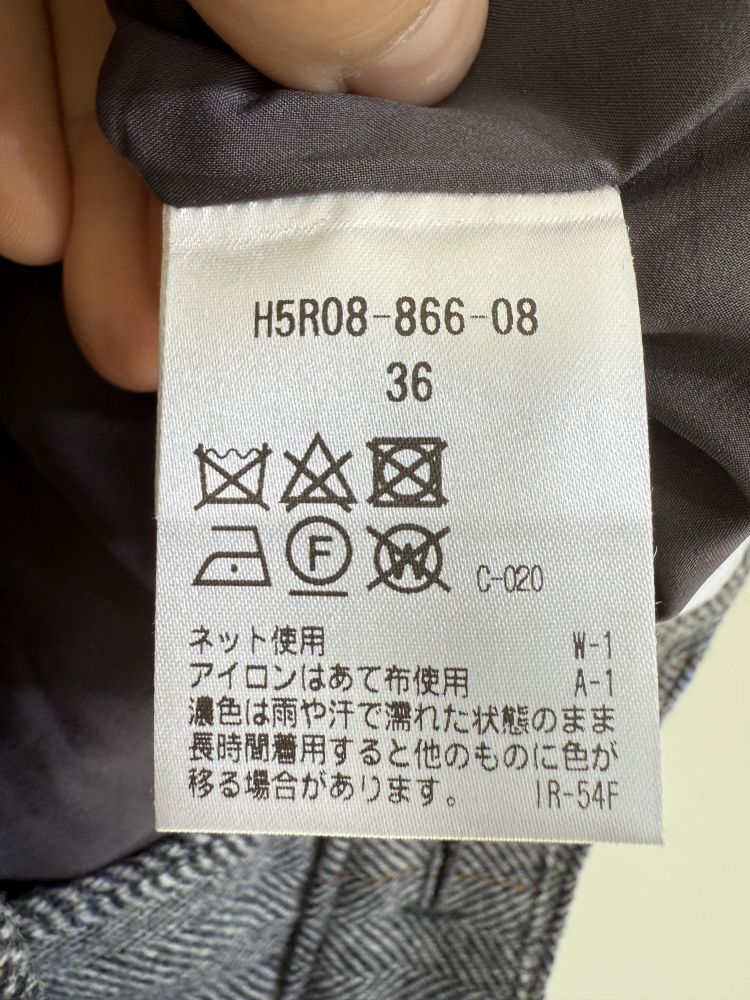 H5R08-866-08
36
F W C-020
ネット使用 W-1
アイロンはあて布使用 A-1
濃色は雨や汗で濡れた状態のまま
長時間着用すると他のものに色が
移る場合があります。 IR-54F